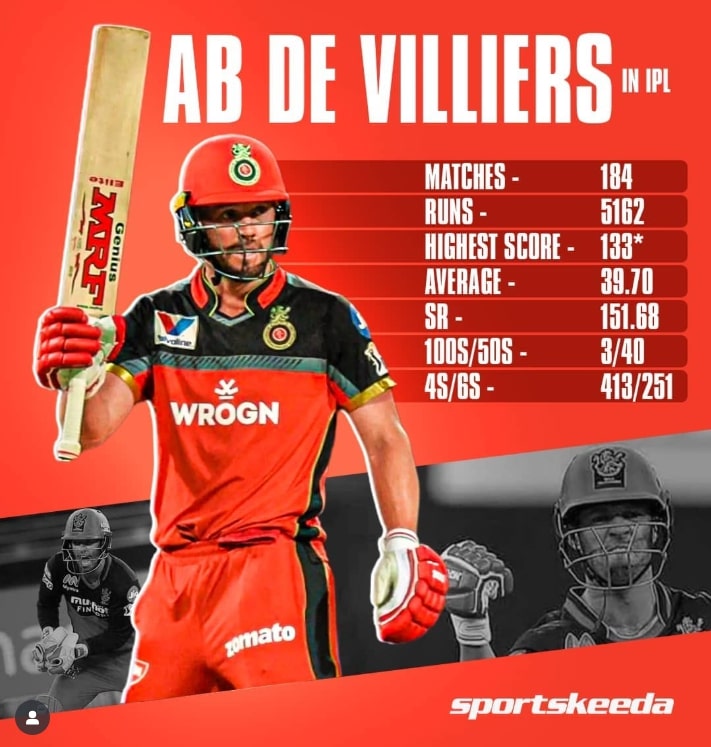 AB DE VILLIERS IN IPL
MATCHES - 184
RUNS - 5162
HIGHEST SCORE - 133*
AVERAGE - 39.70
SR - 151.68
100S/50S - 3/40
4S/6S - 413/251
Elite
MRF
Genius
Valvoline
WROGN
zomato
sportskeeda